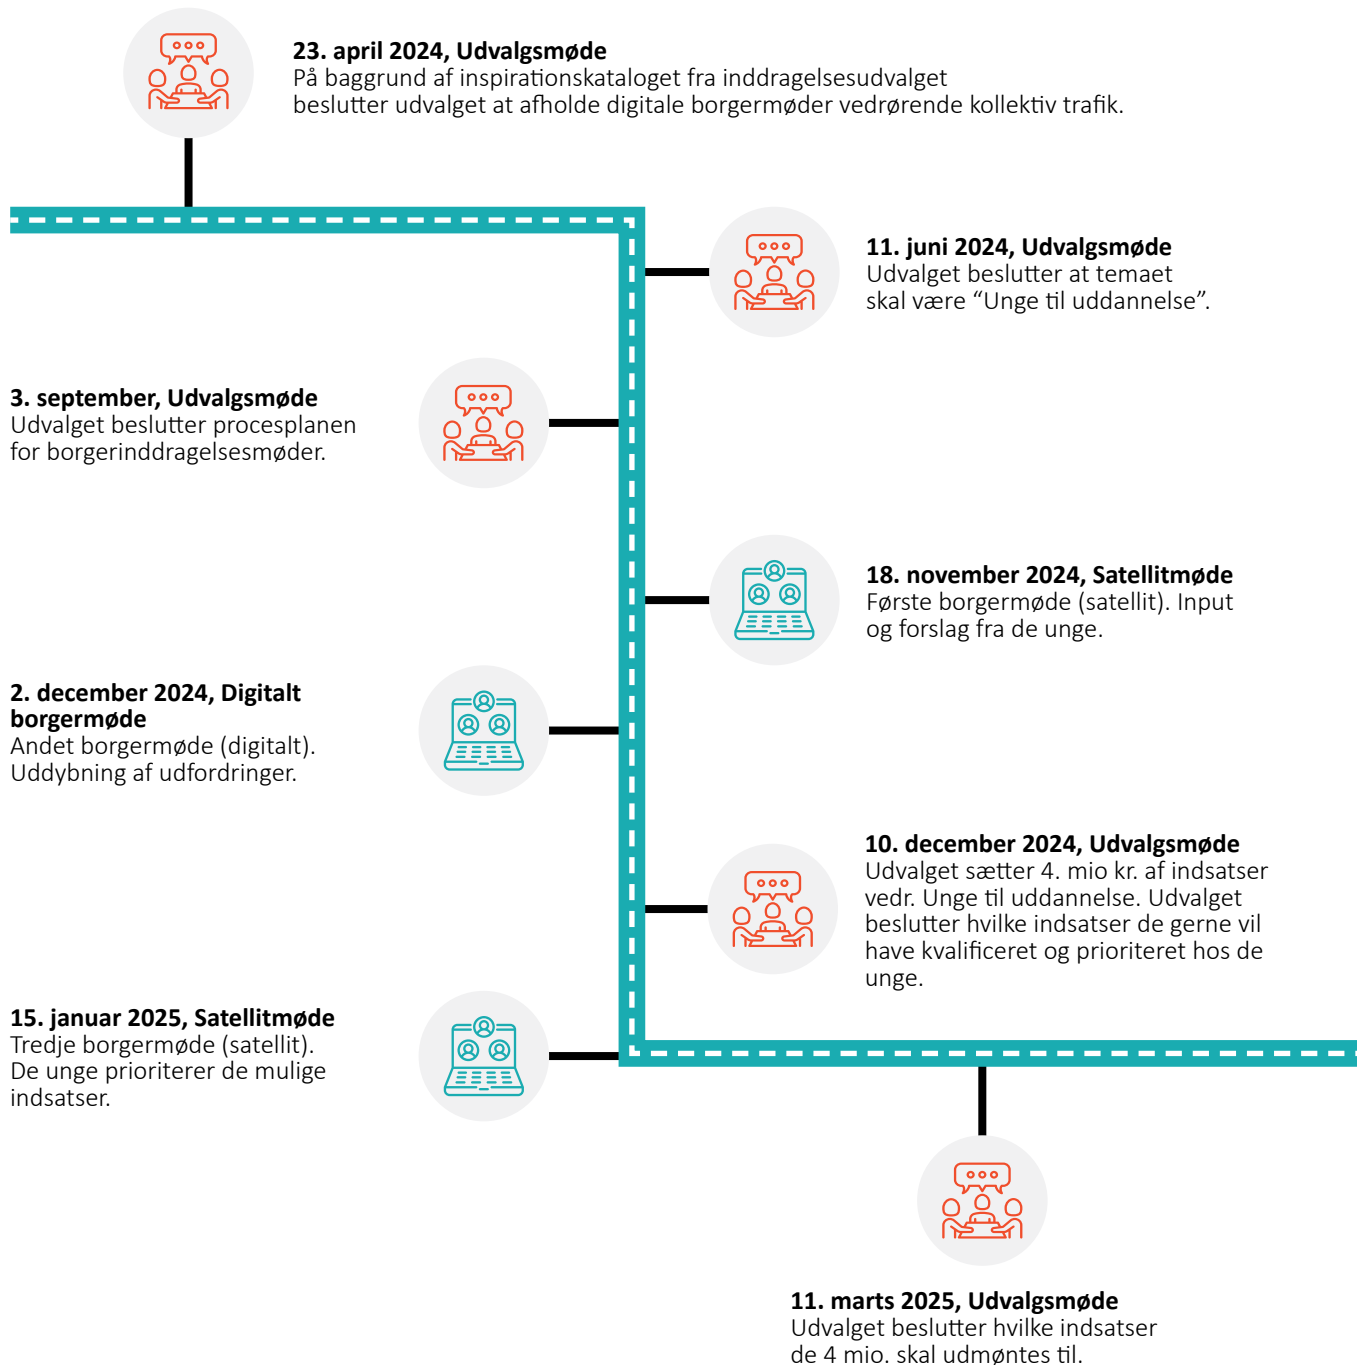 23. april 2024, Udvalgsmøde
På baggrund af inspirationskataloget fra inddragelsesudvalget
beslutter udvalget at afholde digitale borgermøder vedrørende kollektiv trafik.
11. juni 2024, Udvalgsmøde
Udvalget beslutter at temaet
skal være “Unge til uddannelse”.
3. september, Udvalgsmøde
Udvalget beslutter procesplanen
for borgerinddragelsesmøder.
18. november 2024, Satellitmøde
Første borgermøde (satellit). Input
og forslag fra de unge.
2. december 2024, Digitalt
borgermøde
Andet borgermøde (digitalt).
Uddybning af udfordringer.
10. december 2024, Udvalgsmøde
Udvalget sætter 4. mio kr. af indsatser
vedr. Unge til uddannelse. Udvalget
beslutter hvilke indsatser de gerne vil
have kvalificeret og prioriteret hos de
unge.
15. januar 2025, Satellitmøde
Tredje borgermøde (satellit).
De unge prioriterer de mulige
indsatser.
11. marts 2025, Udvalgsmøde
Udvalget beslutter hvilke indsatser
de 4 mio. skal udmøntes til.